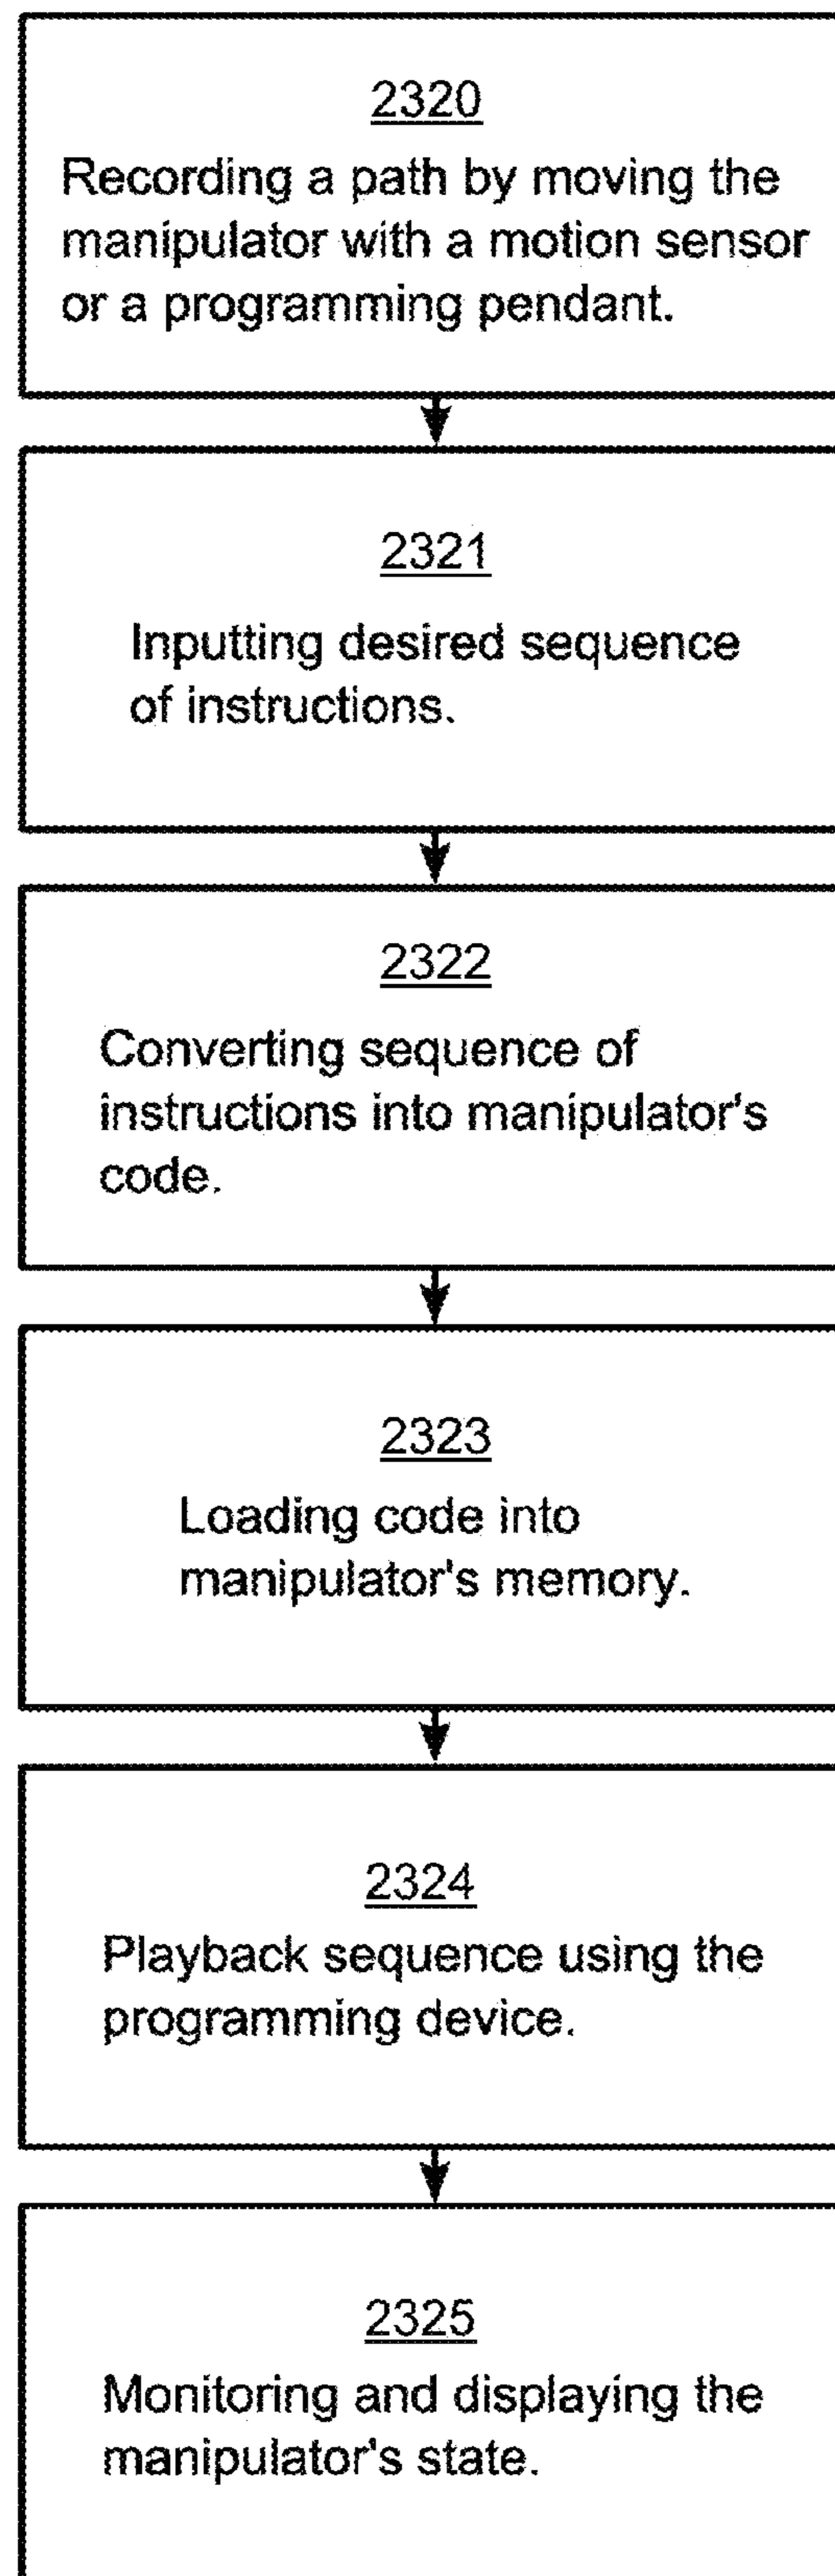 2320
Recording a path by moving the
manipulator with a motion sensor
or a programming pendant.
2321
Inputting desired sequence
of instructions.
2322
Converting sequence of
instructions into manipulator's
code.
2323
Loading code into
manipulator's memory.
2324
Playback sequence using the
programming device.
2325
Monitoring and displaying the
manipulator's state.